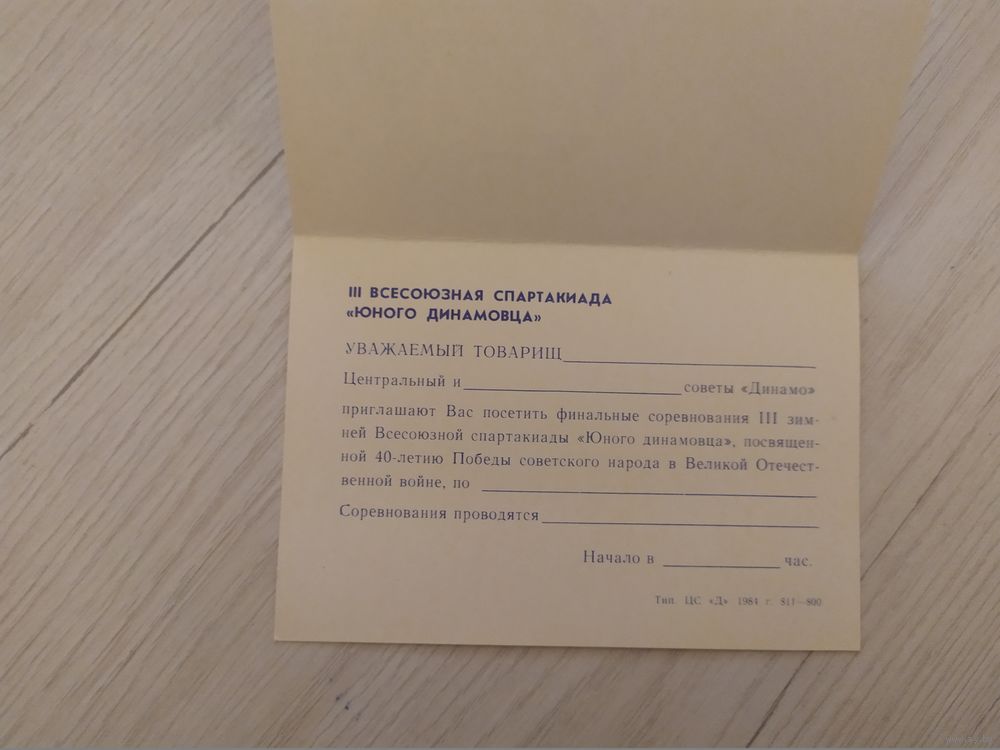 III ВСЕСОЮЗНАЯ СПАРТАКИАДА
«ЮНОГО ДИНАМОВЦА»
УВАЖАЕМЫЙ ТОВАРИЩ
Центральный и советы «Динамо»
приглашают Вас посетить финальные соревнования III зим-
ней Всесоюзной спартакиады «Юного динамовца», посвящен-
ной 40-летию Победы советского народа в Великой Отечест-
венной войне, по
Соревнования проводятся
Начало в час.
Тип. ЦС «Д» 1984 г. 811—800